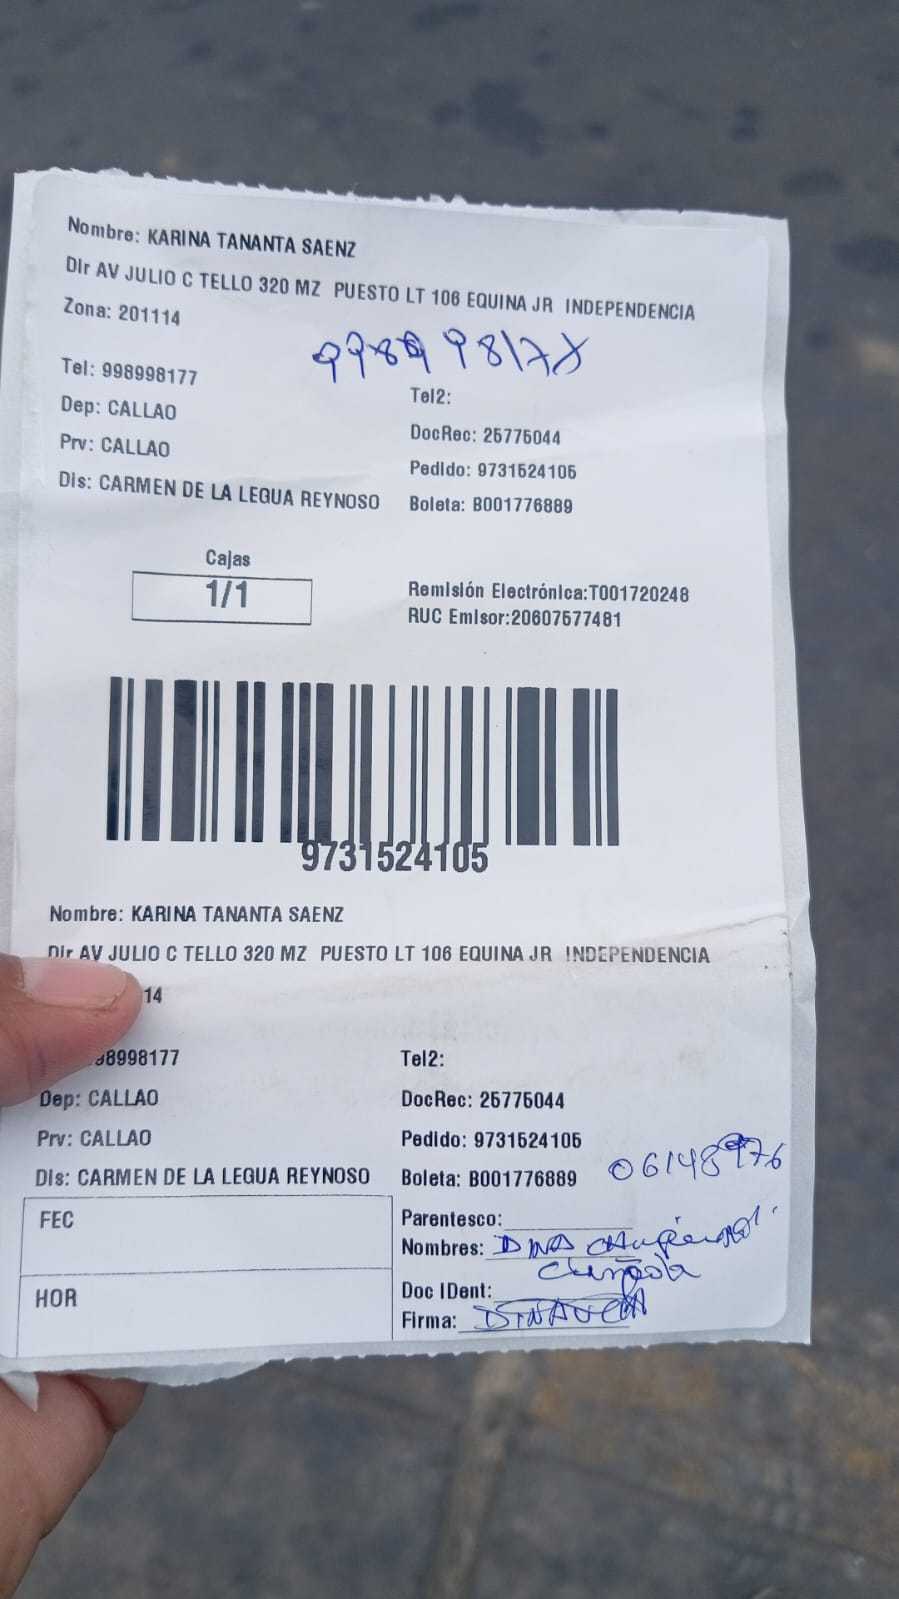 Nombre: KARINA TANANTA SAENZ
Dir AV JULIO C TELLO 320 MZ PUESTO LT 106 EQUINA JR INDEPENDENCIA
Zona: 201114
Tel: 998998177
Tel2:
Dep: CALLAO
DocRec: 25775044
Prv: CALLAO
Pedido: 9731524105
Dis: CARMEN DE LA LEGUA REYNOSO
Boleta: B001776889
Cajas
1/1
Remisión Electrónica:T001720248
RUC Emisor:20607577481
9731524105
Nombre: KARINA TANANTA SAENZ
Dir AV JULIO C TELLO 320 MZ PUESTO LT 106 EQUINA JR INDEPENDENCIA
14
98998177
Tel2:
Dep: CALLAO
DocRec: 25775044
Prv: CALLAO
Pedido: 9731524105
Dis: CARMEN DE LA LEGUA REYNOSO
Boleta: B001776889
FEC
Parentesco:
Nombres:
HOR
Doc IDent:
Firma: